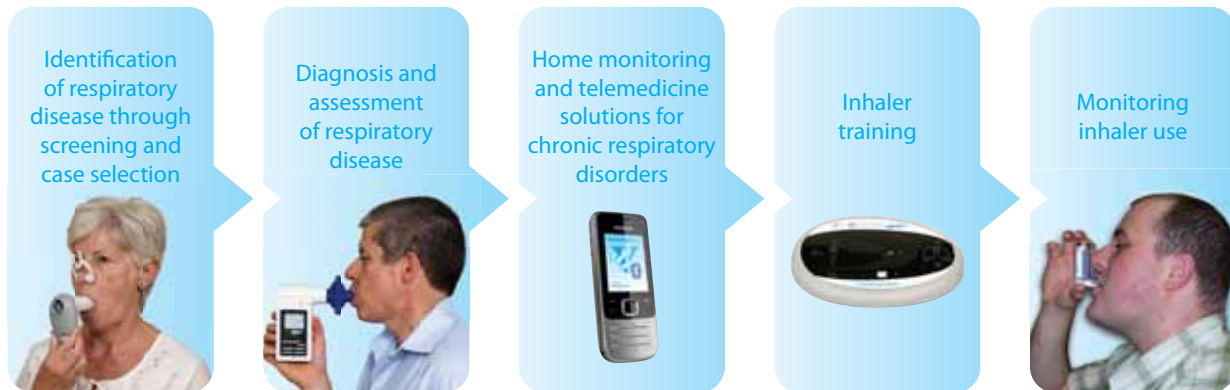 Identification
of respiratory
disease through
screening and
case selection
Diagnosis and
assessment
of respiratory
disease
Home monitoring
and telemedicine
solutions for
chronic respiratory
disorders
Inhaler
training
Monitoring
inhaler use